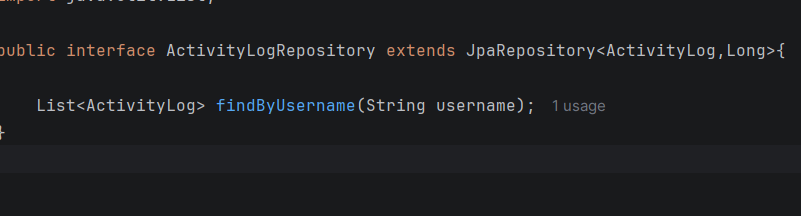 public interface ActivityLogRepository extends JpaRepository<ActivityLog,Long>{
List<ActivityLog> findByUsername(String username); 1 usage
}